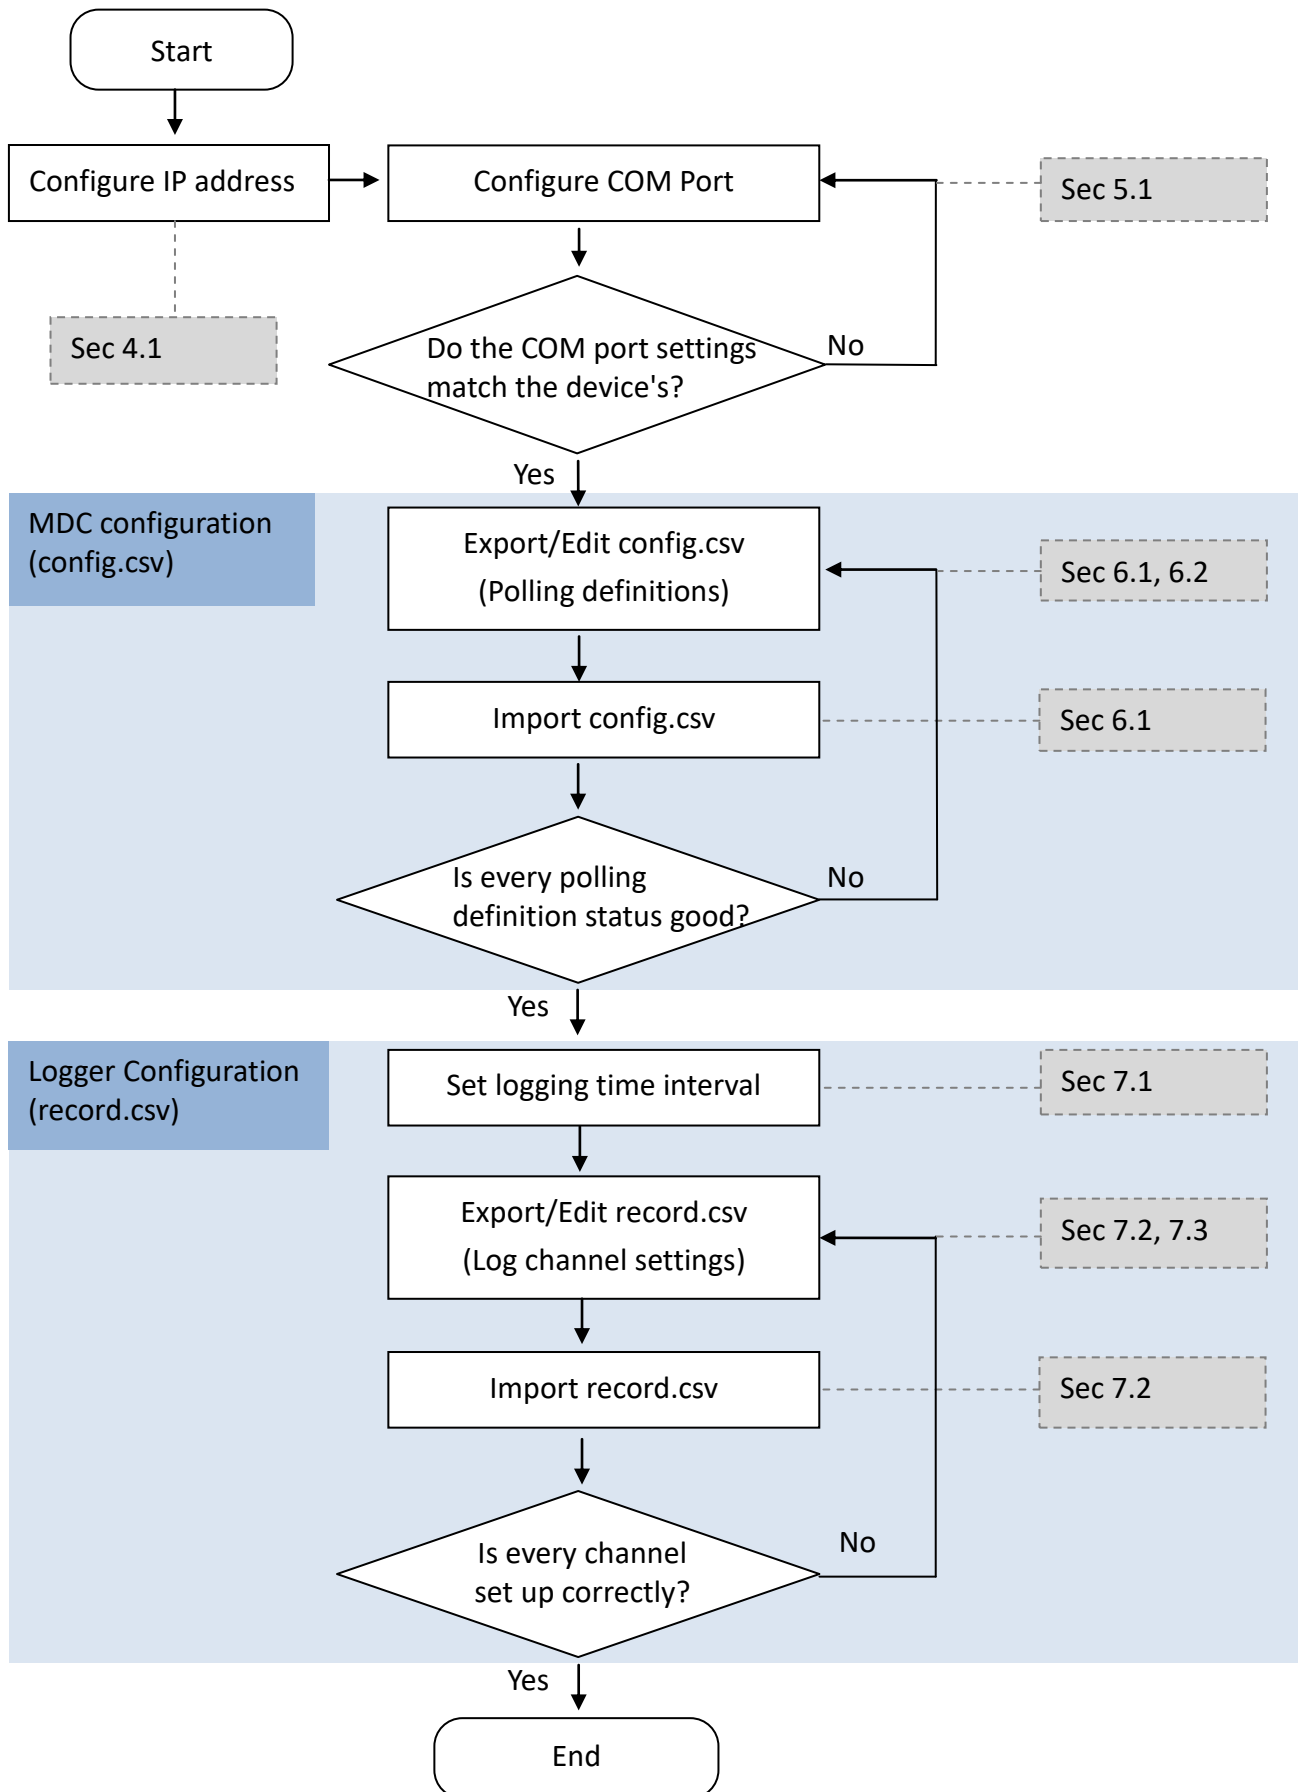 Start
Configure IP address
Configure COM Port
Sec 5.1
Sec 4.1
Do the COM port settings
match the device's?
No
Yes
MDC configuration
(config.csv)
Export/Edit config.csv
(Polling definitions)
Sec 6.1, 6.2
Import config.csv
Sec 6.1
Is every polling
definition status good?
No
Yes
Logger Configuration
(record.csv)
Set logging time interval
Sec 7.1
Export/Edit record.csv
(Log channel settings)
Sec 7.2, 7.3
Import record.csv
Sec 7.2
Is every channel
set up correctly?
No
Yes
End